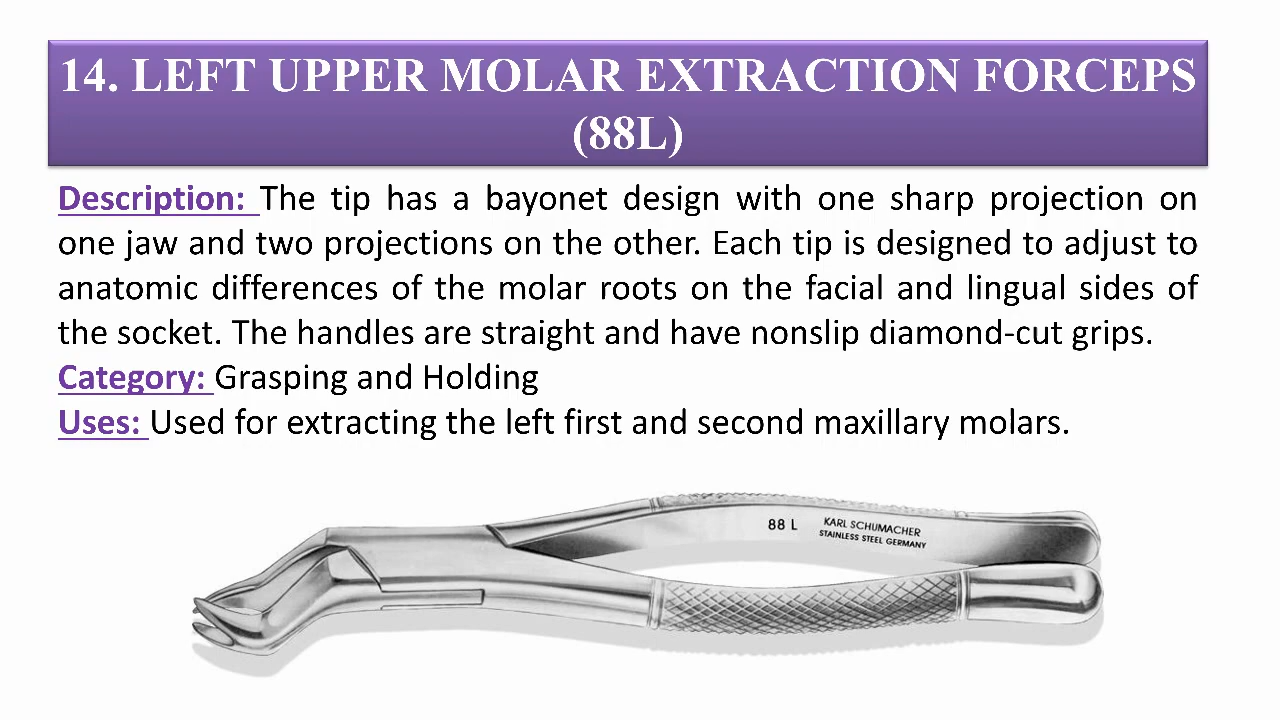 14. LEFT UPPER MOLAR EXTRACTION FORCEPS
(88L)
Description: The tip has a bayonet design with one sharp projection on
one jaw and two projections on the other. Each tip is designed to adjust to
anatomic differences of the molar roots on the facial and lingual sides of
the socket. The handles are straight and have nonslip diamond-cut grips.
Category: Grasping and Holding
Uses: Used for extracting the left first and second maxillary molars.
88 L
KARL SCHUMACHER
STAINLESS STEEL GERMANY